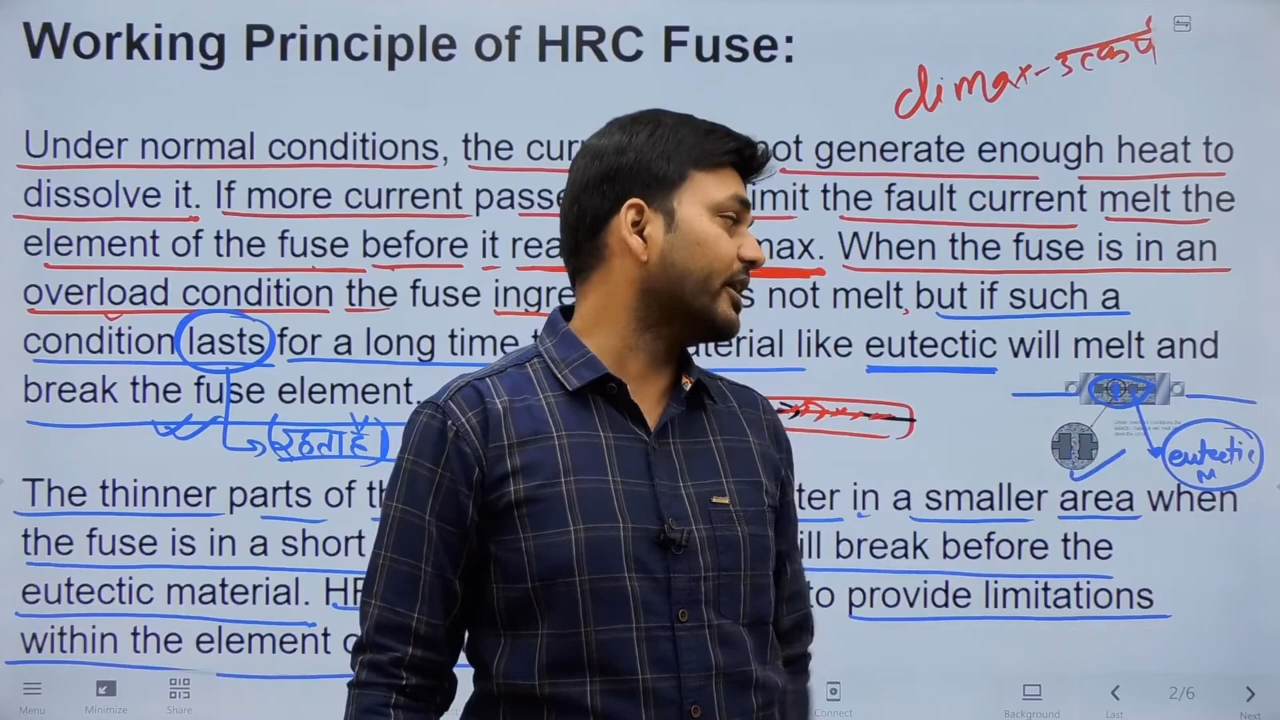 Working Principle of HRC Fuse:
climax - उत्कर्ष
Under normal conditions, the cur ot generate enough heat to
dissolve it. If more current passe imit the fault current melt the
element of the fuse before it rea max. When the fuse is in an
overload condition the fuse ingre s not melt, but if such a
condition lasts for a long time t aterial like eutectic will melt and
break the fuse element.
रहता है
eutectic
M
The thinner parts of th ter in a smaller area when
the fuse is in a short ill break before the
eutectic material. HR to provide limitations
within the element o
Menu Minimize Share Connect Background Last 2/6 Next